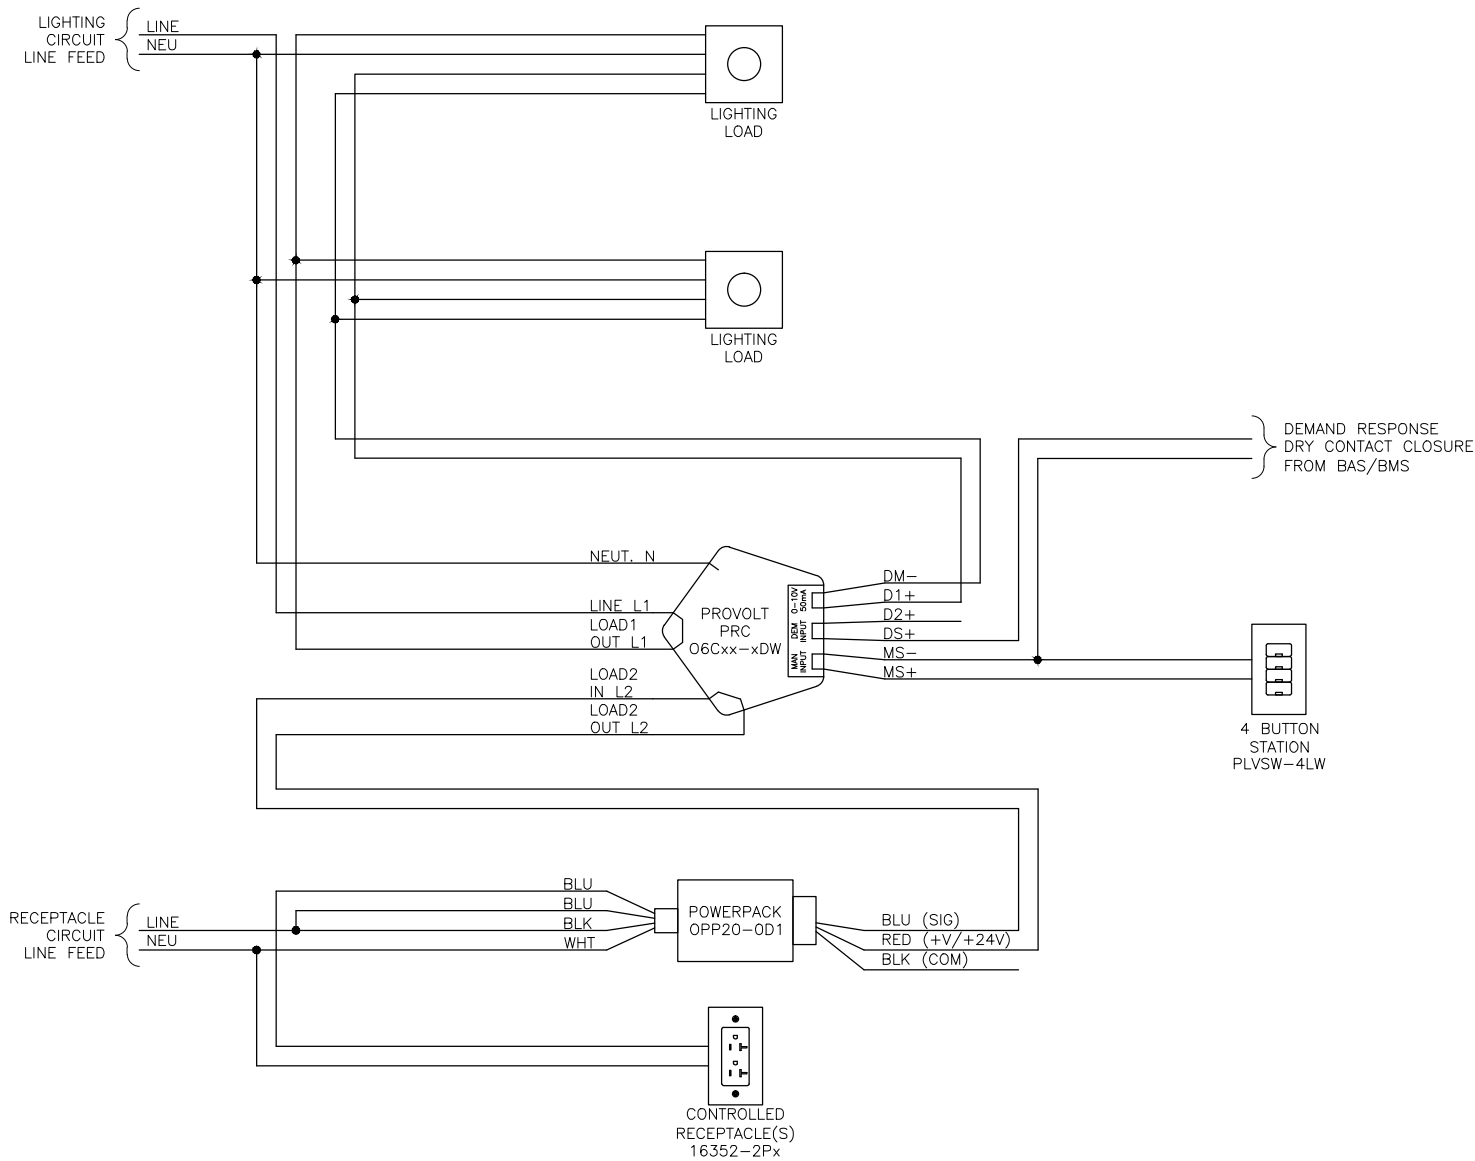 LIGHTING
CIRCUIT
LINE FEED
LINE
NEU
LIGHTING
LOAD
LIGHTING
LOAD
DEMAND RESPONSE
DRY CONTACT CLOSURE
FROM BAS/BMS
NEUT. N
LINE L1
LOAD1
OUT L1
LOAD2
IN L2
LOAD2
OUT L2
PROVOLT
PRC
O6Cxx-xDW
0-10V
50mA
DEM
INPUT
MAN
INPUT
DM-
D1+
D2+
DS+
MS-
MS+
4 BUTTON
STATION
PLVSW-4LW
RECEPTACLE
CIRCUIT
LINE FEED
LINE
NEU
BLU
BLU
BLK
WHT
POWERPACK
OPP20-0D1
BLU (SIG)
RED (+V/+24V)
BLK (COM)
CONTROLLED
RECEPTACLE(S)
16352-2Px